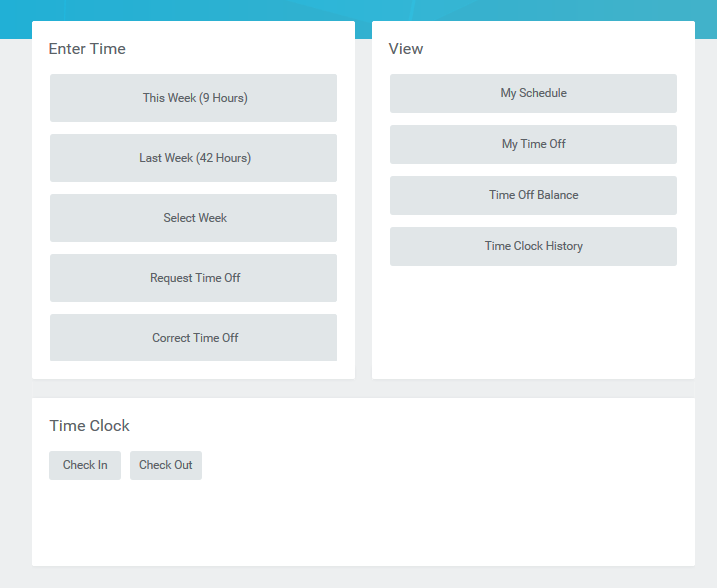 Enter Time
This Week (9 Hours)
Last Week (42 Hours)
Select Week
Request Time Off
Correct Time Off
View
My Schedule
My Time Off
Time Off Balance
Time Clock History
Time Clock
Check In
Check Out